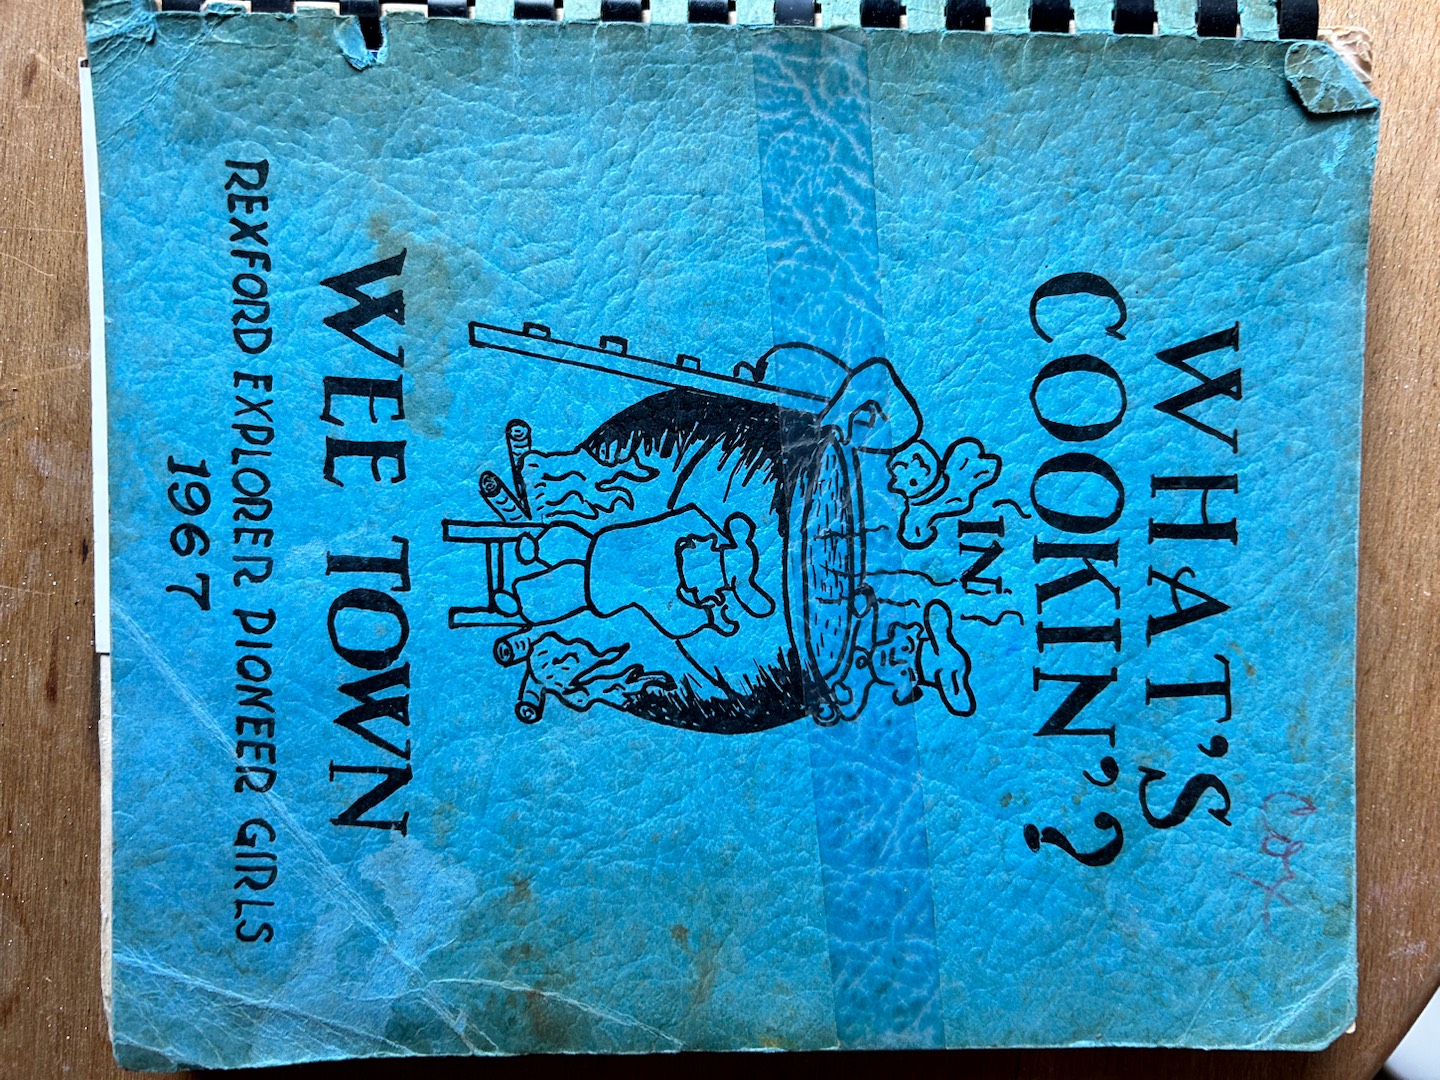 WHAT'S
COOKIN'?
IN
WEE TOWN
REXFORD EXPLORER PIONEER GIRLS
1967